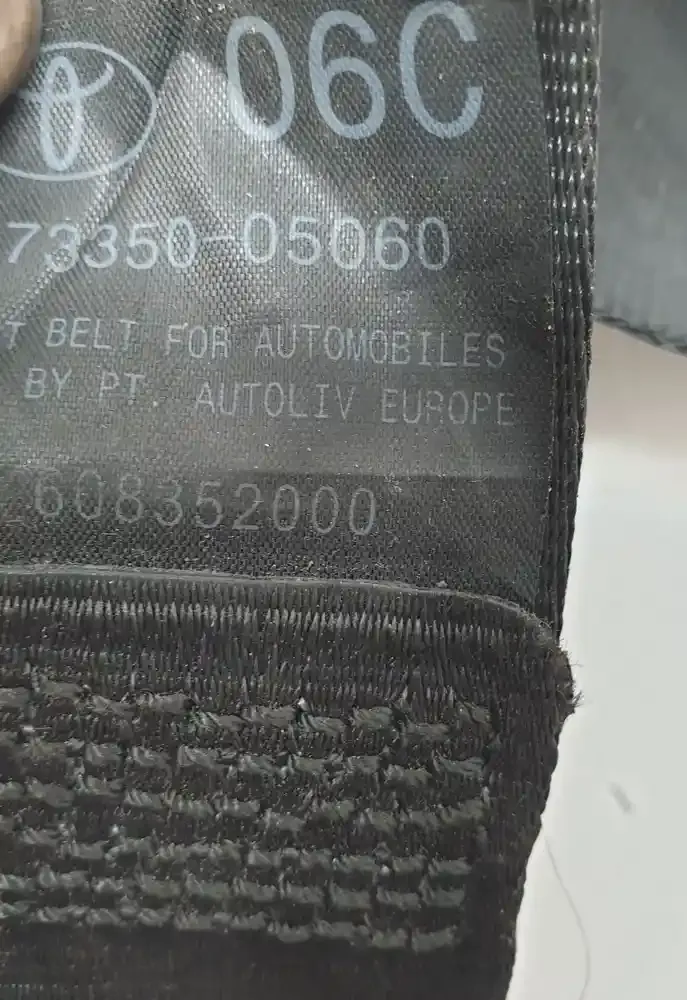 06C
73350-05060
T BELT FOR AUTOMOBILES
BY PT. AUTOLIV EUROPE
608352000